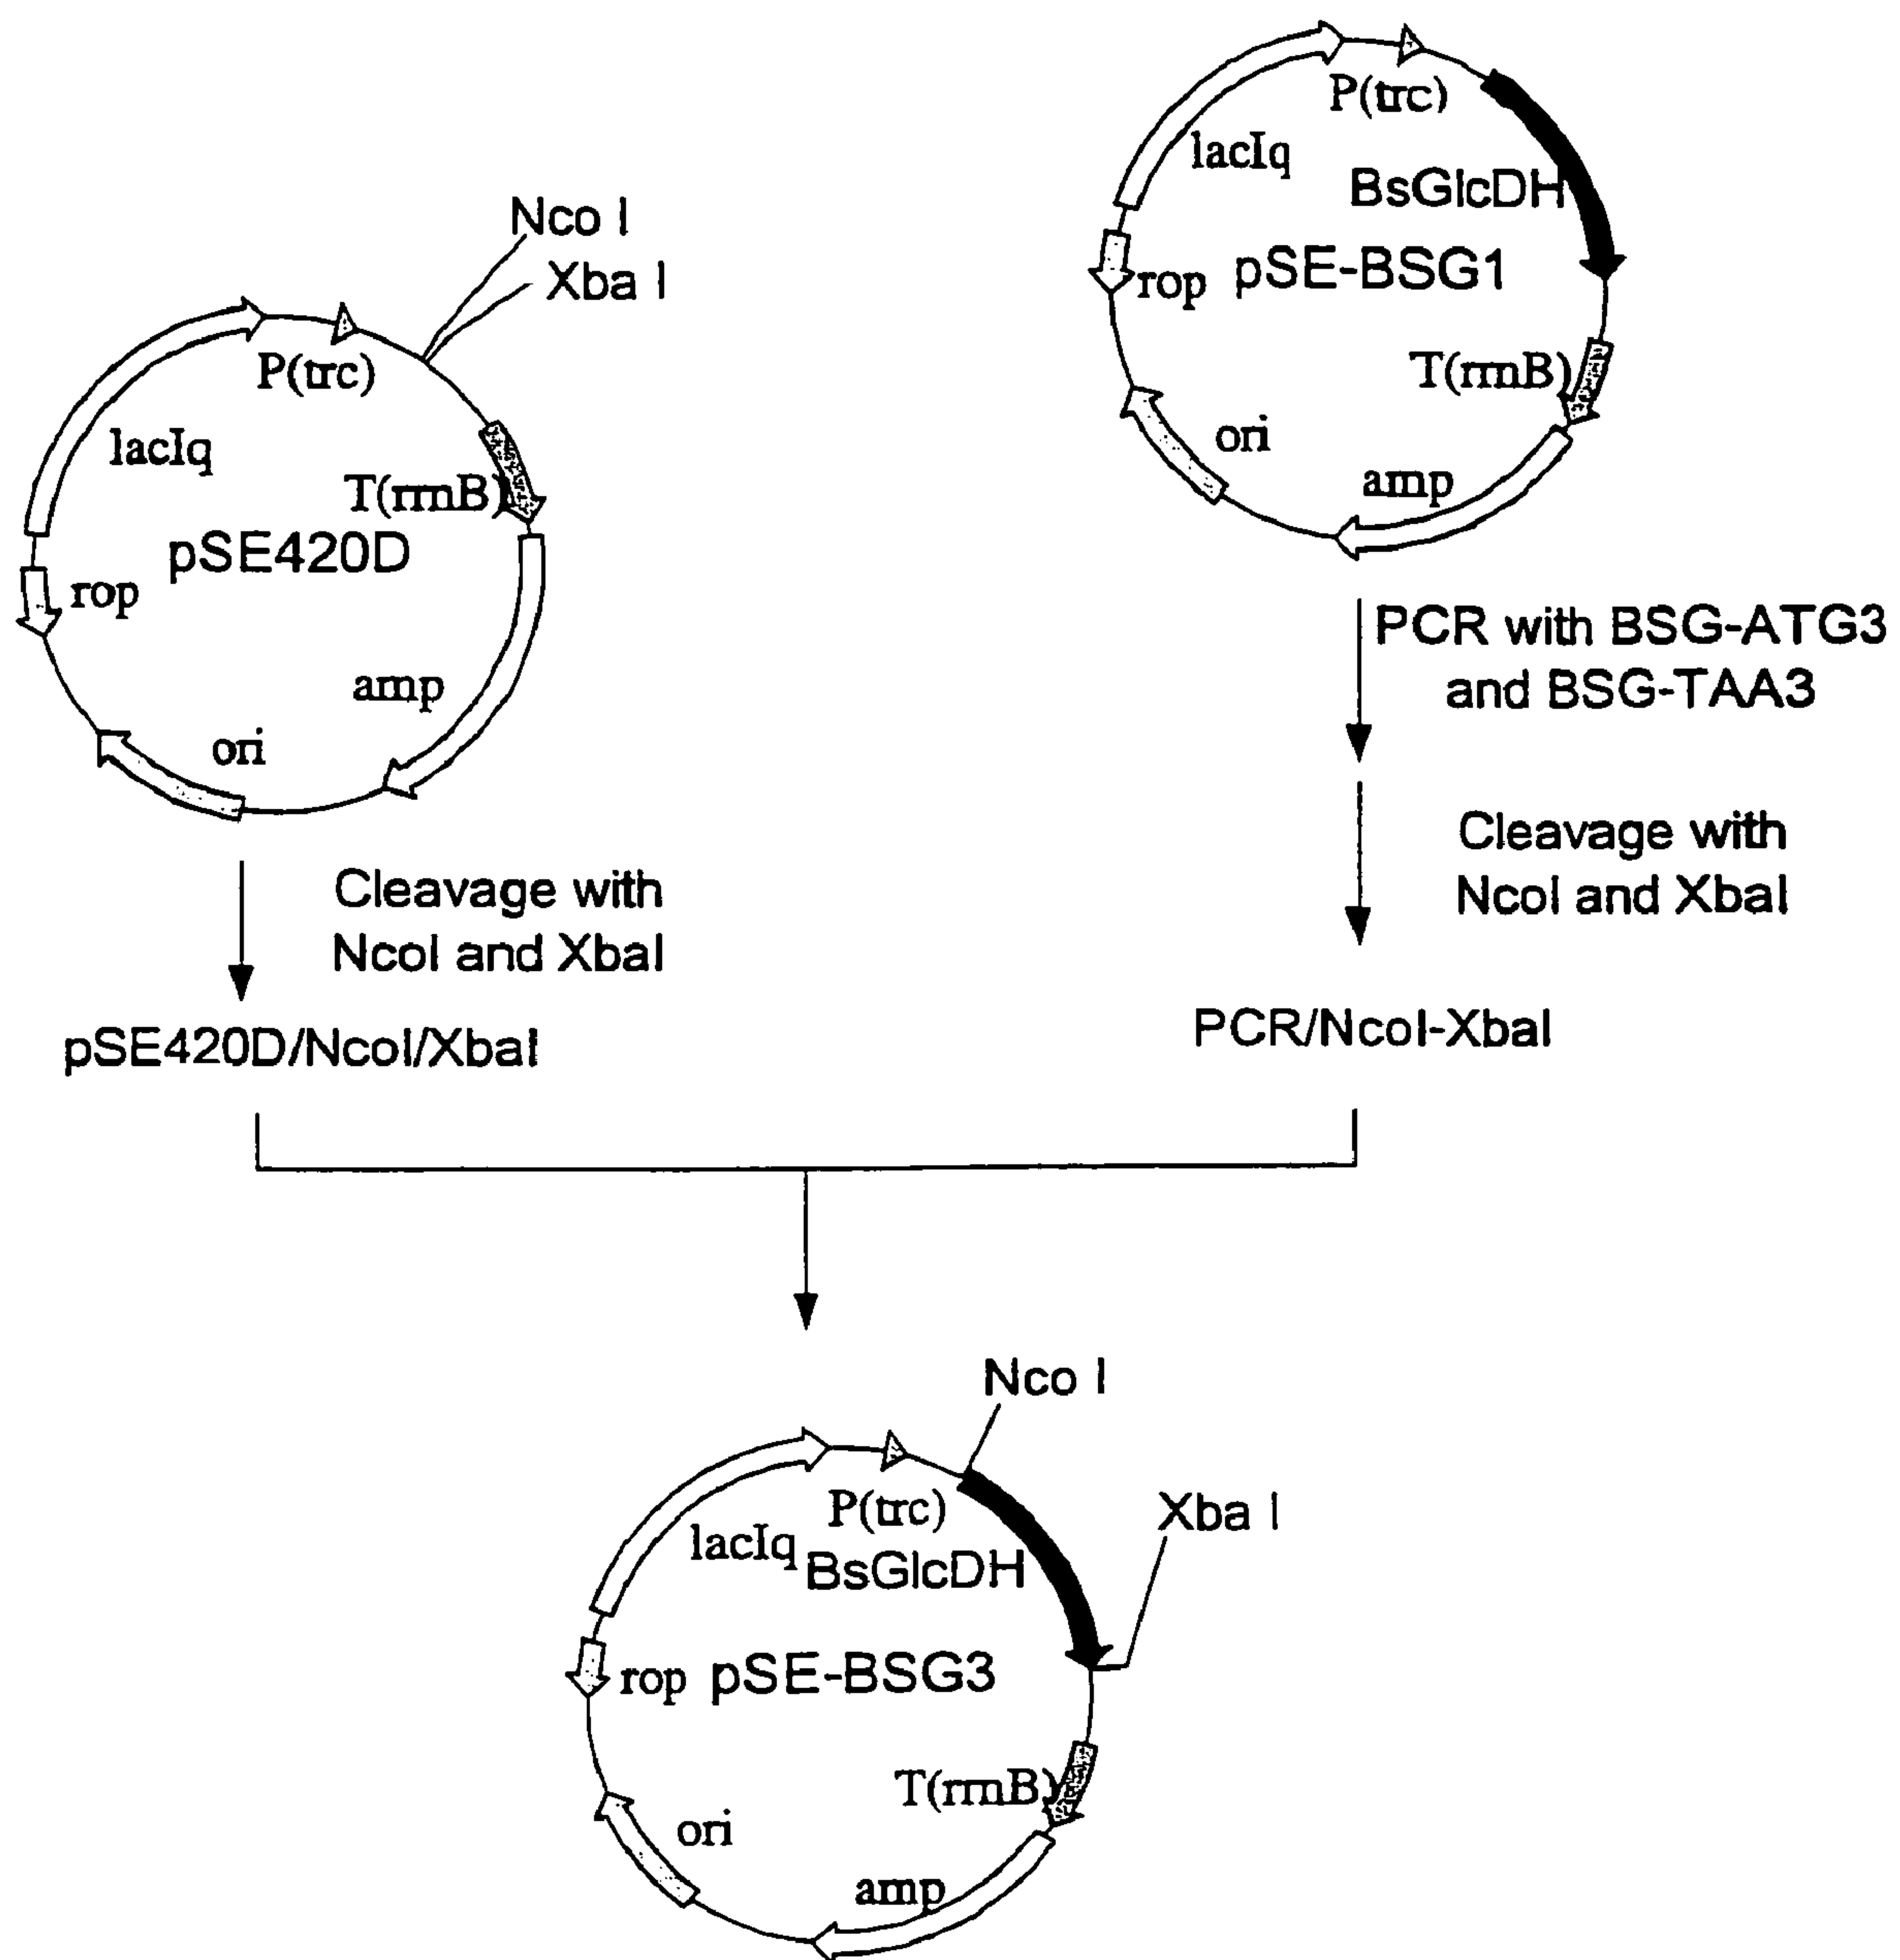 P(trc)
lacIq
BsGlcDH
rop
pSE-BSG1
T(rrnB)
ori
amp
Nco I
Xba I
P(trc)
lacIq
T(rrnB)
pSE420D
rop
amp
ori
PCR with BSG-ATG3
and BSG-TAA3
Cleavage with
NcoI and XbaI
Cleavage with
NcoI and XbaI
pSE420D/NcoI/XbaI
PCR/NcoI-XbaI
Nco I
Xba I
P(trc)
lacIq
BsGlcDH
rop
pSE-BSG3
T(rrnB)
ori
amp